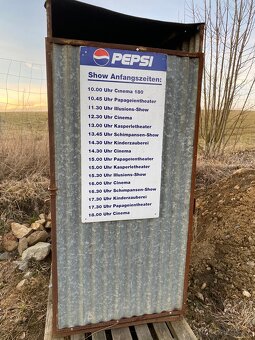 PEPSI
Show Anfangszeiten:
10.00 Uhr Cinema 180
10.45 Uhr Papageientheater
11.30 Uhr Illusions-Show
12.30 Uhr Cinema
13.00 Uhr Kasperletheater
13.45 Uhr Schimpansen-Show
14.30 Uhr Kinderzauberei
14.30 Uhr Cinema
15.00 Uhr Papageientheater
15.00 Uhr Kasperletheater
15.30 Uhr Illusions-Show
16.00 Uhr Cinema
16.30 Uhr Schimpansen-Show
17.30 Uhr Kinderzauberei
17.30 Uhr Papageientheater
18.00 Uhr Cinema